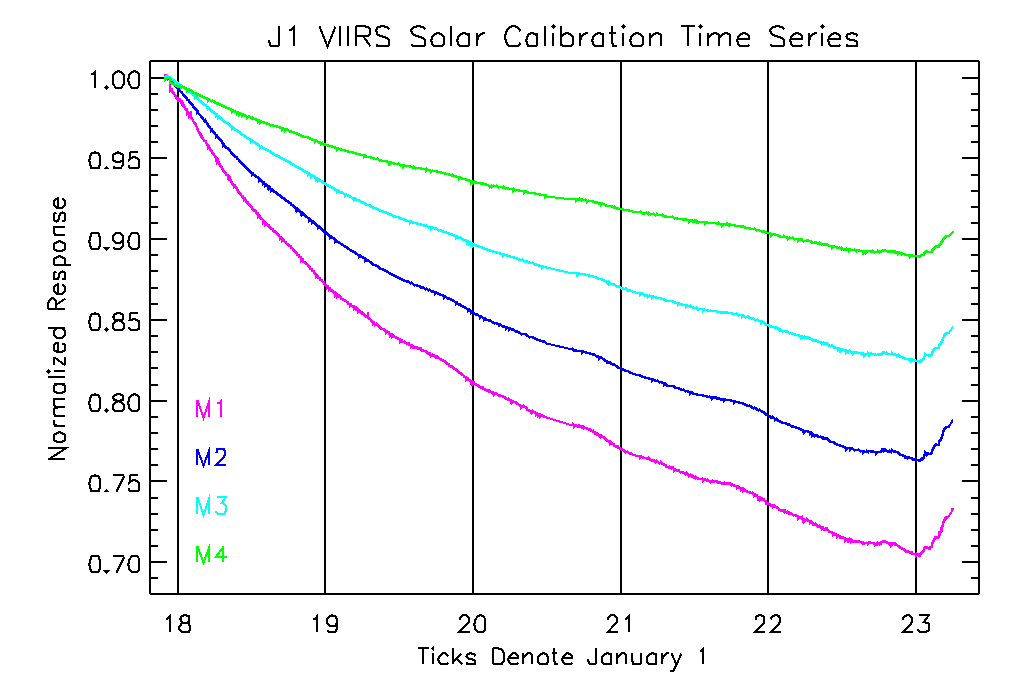 J1 VIIRS Solar Calibration Time Series
Normalized Response
1.00
0.95
0.90
0.85
0.80
0.75
0.70
M1
M2
M3
M4
18 19 20 21 22 23
Ticks Denote January 1